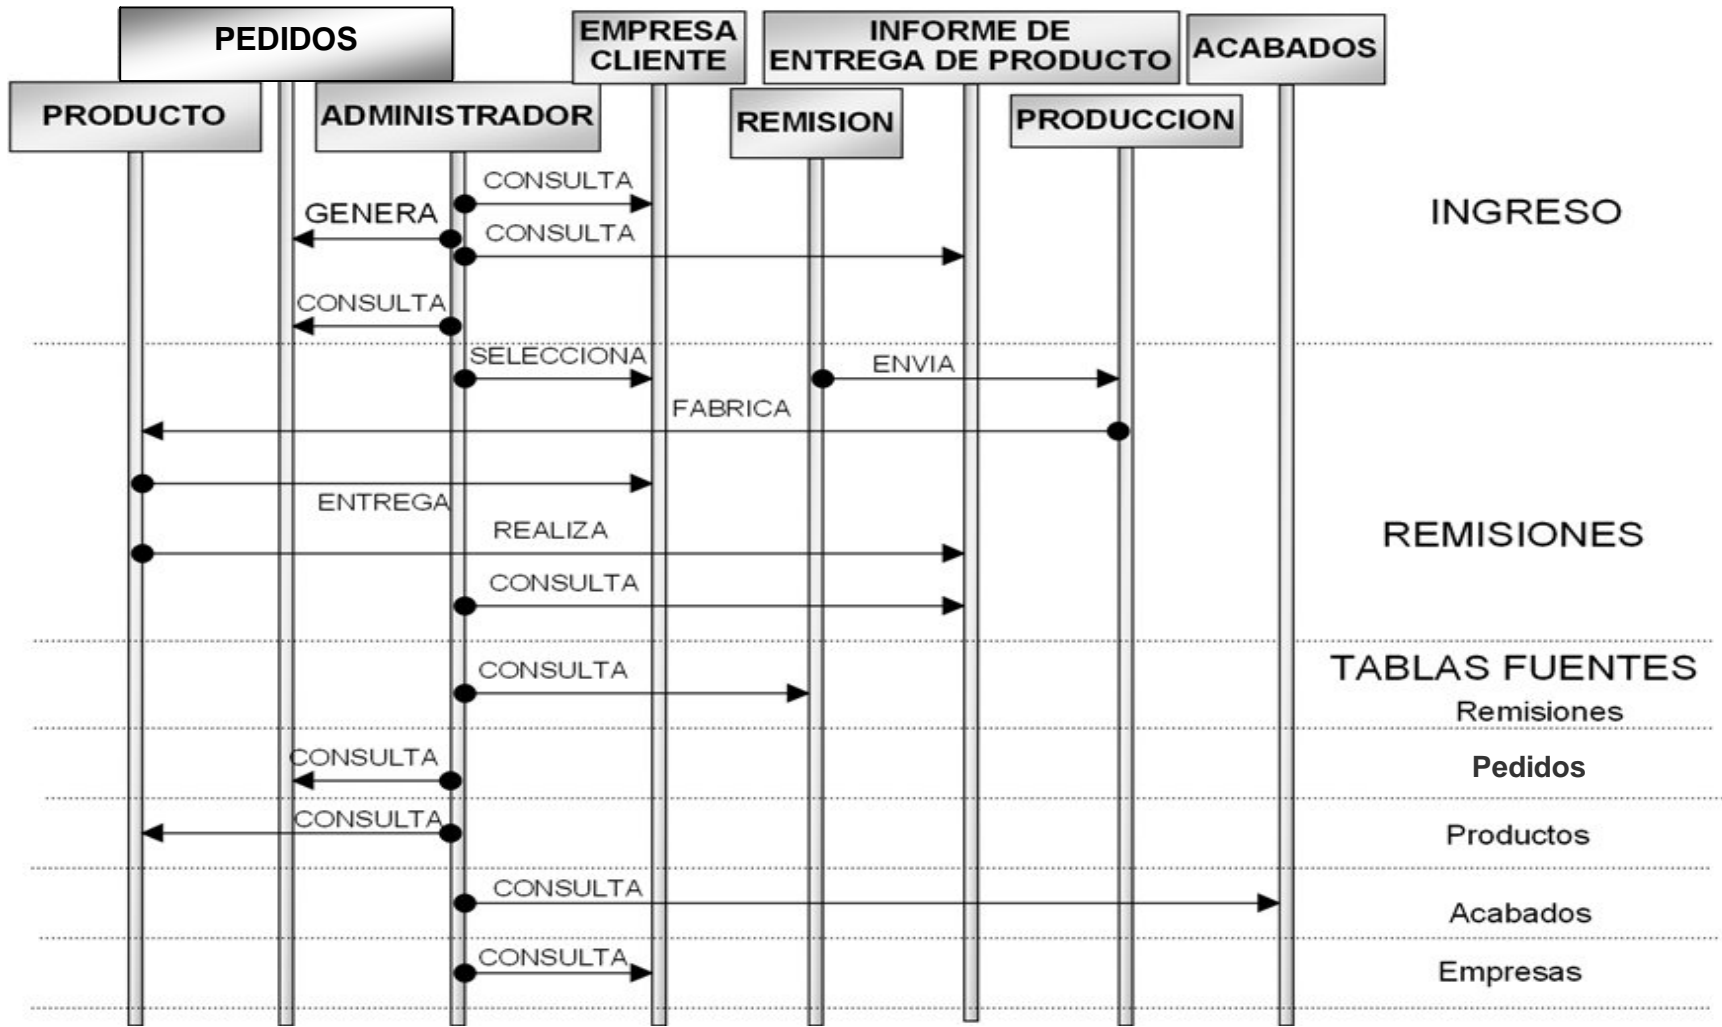 PEDIDOS
EMPRESA
CLIENTE
INFORME DE
ENTREGA DE PRODUCTO
ACABADOS
PRODUCTO
ADMINISTRADOR
REMISION
PRODUCCION
CONSULTA
GENERA
CONSULTA
INGRESO
CONSULTA
SELECCIONA
ENVIA
FABRICA
ENTREGA
REALIZA
REMISIONES
CONSULTA
CONSULTA
TABLAS FUENTES
Remisiones
CONSULTA
Pedidos
CONSULTA
Productos
CONSULTA
Acabados
CONSULTA
Empresas